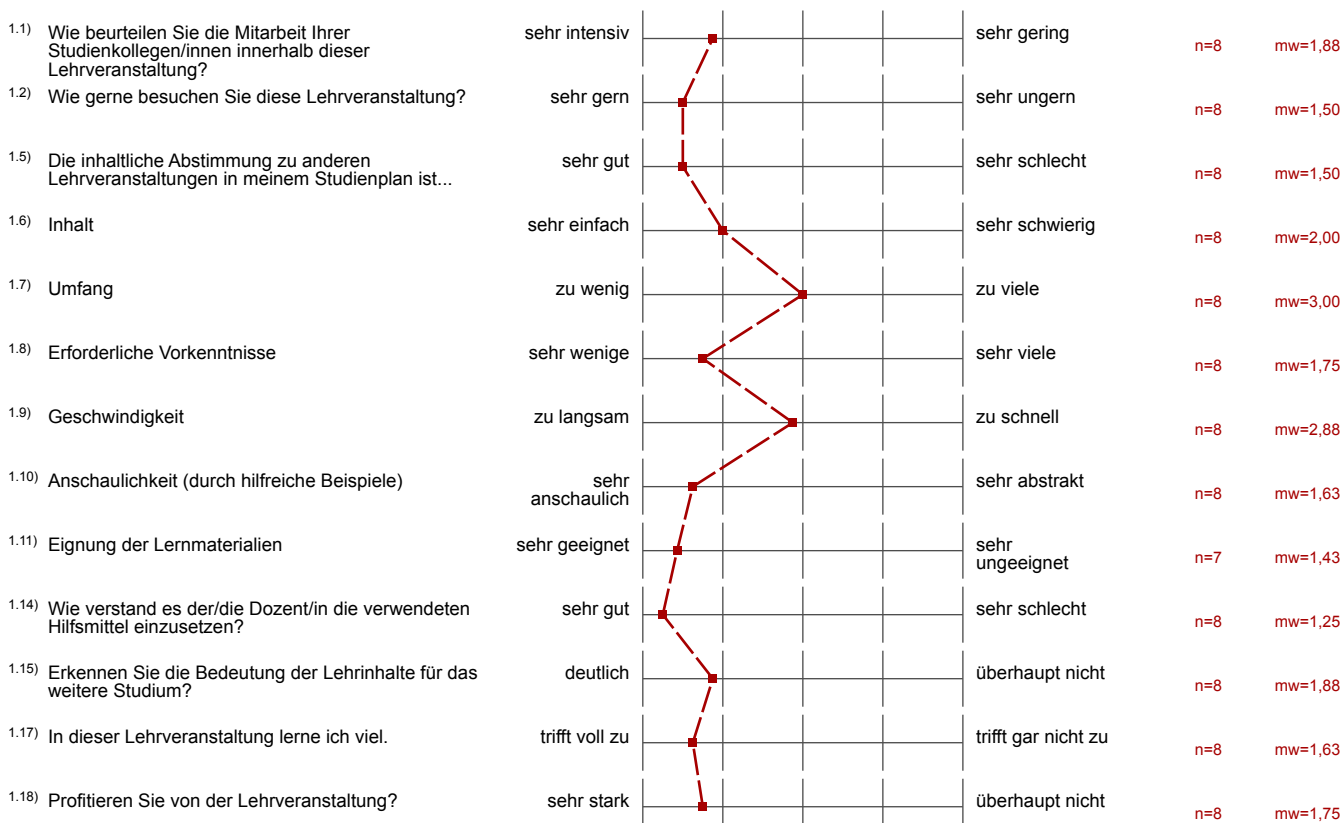 1.1) Wie beurteilen Sie die Mitarbeit Ihrer
Studienkollegen/innen innerhalb dieser
Lehrveranstaltung?
sehr intensiv
sehr gering
n=8 mw=1,88
1.2) Wie gerne besuchen Sie diese Lehrveranstaltung?
sehr gern
sehr ungern
n=8 mw=1,50
1.5) Die inhaltliche Abstimmung zu anderen
Lehrveranstaltungen in meinem Studienplan ist...
sehr gut
sehr schlecht
n=8 mw=1,50
1.6) Inhalt
sehr einfach
sehr schwierig
n=8 mw=2,00
1.7) Umfang
zu wenig
zu viele
n=8 mw=3,00
1.8) Erforderliche Vorkenntnisse
sehr wenige
sehr viele
n=8 mw=1,75
1.9) Geschwindigkeit
zu langsam
zu schnell
n=8 mw=2,88
1.10) Anschaulichkeit (durch hilfreiche Beispiele)
sehr
anschaulich
sehr abstrakt
n=8 mw=1,63
1.11) Eignung der Lernmaterialien
sehr geeignet
sehr
ungeeignet
n=7 mw=1,43
1.14) Wie verstand es der/die Dozent/in die verwendeten
Hilfsmittel einzusetzen?
sehr gut
sehr schlecht
n=8 mw=1,25
1.15) Erkennen Sie die Bedeutung der Lehrinhalte für das
weitere Studium?
deutlich
überhaupt nicht
n=8 mw=1,88
1.17) In dieser Lehrveranstaltung lerne ich viel.
trifft voll zu
trifft gar nicht zu
n=8 mw=1,63
1.18) Profitieren Sie von der Lehrveranstaltung?
sehr stark
überhaupt nicht
n=8 mw=1,75